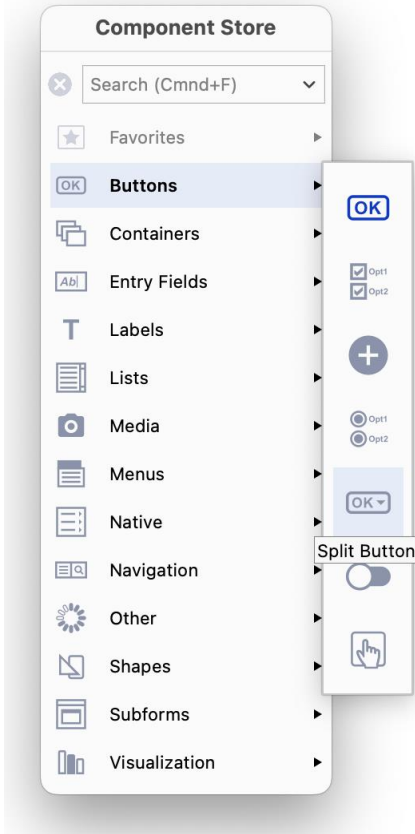 Component Store
Search (Cmnd+F)
Favorites
OK Buttons
Containers
Ab Entry Fields
T Labels
Lists
Media
Menus
Native
Navigation
Other
Shapes
Subforms
Visualization
OK
Opt1
Opt2
Opt1
Opt2
OK
Split Button